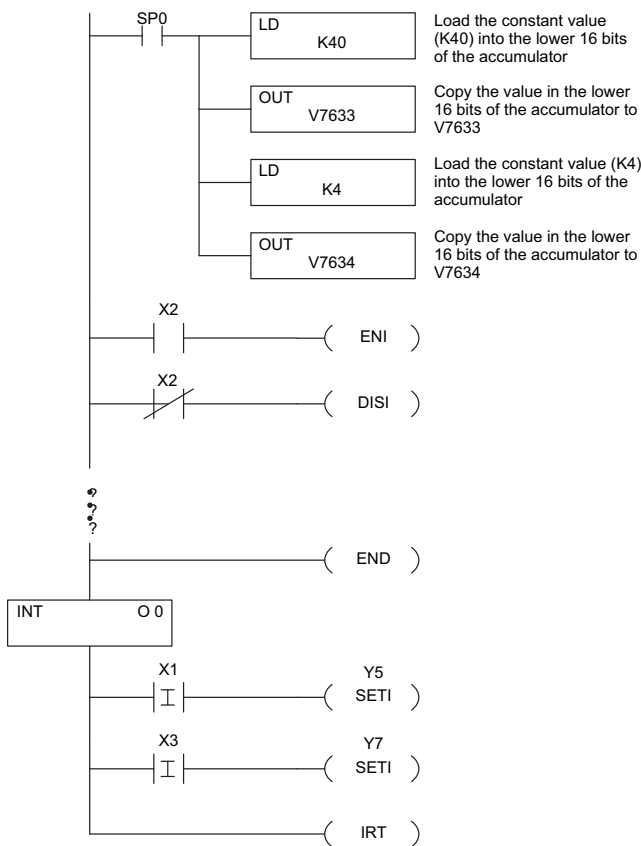 SP0
LD
K40
Load the constant value
(K40) into the lower 16 bits
of the accumulator
OUT
V7633
Copy the value in the lower
16 bits of the accumulator to
V7633
LD
K4
Load the constant value (K4)
into the lower 16 bits of the
accumulator
OUT
V7634
Copy the value in the lower
16 bits of the accumulator to
V7634
X2
ENI
X2
DISI
?
?
?
END
INT O 0
X1
I
Y5
SETI
X3
I
Y7
SETI
IRT